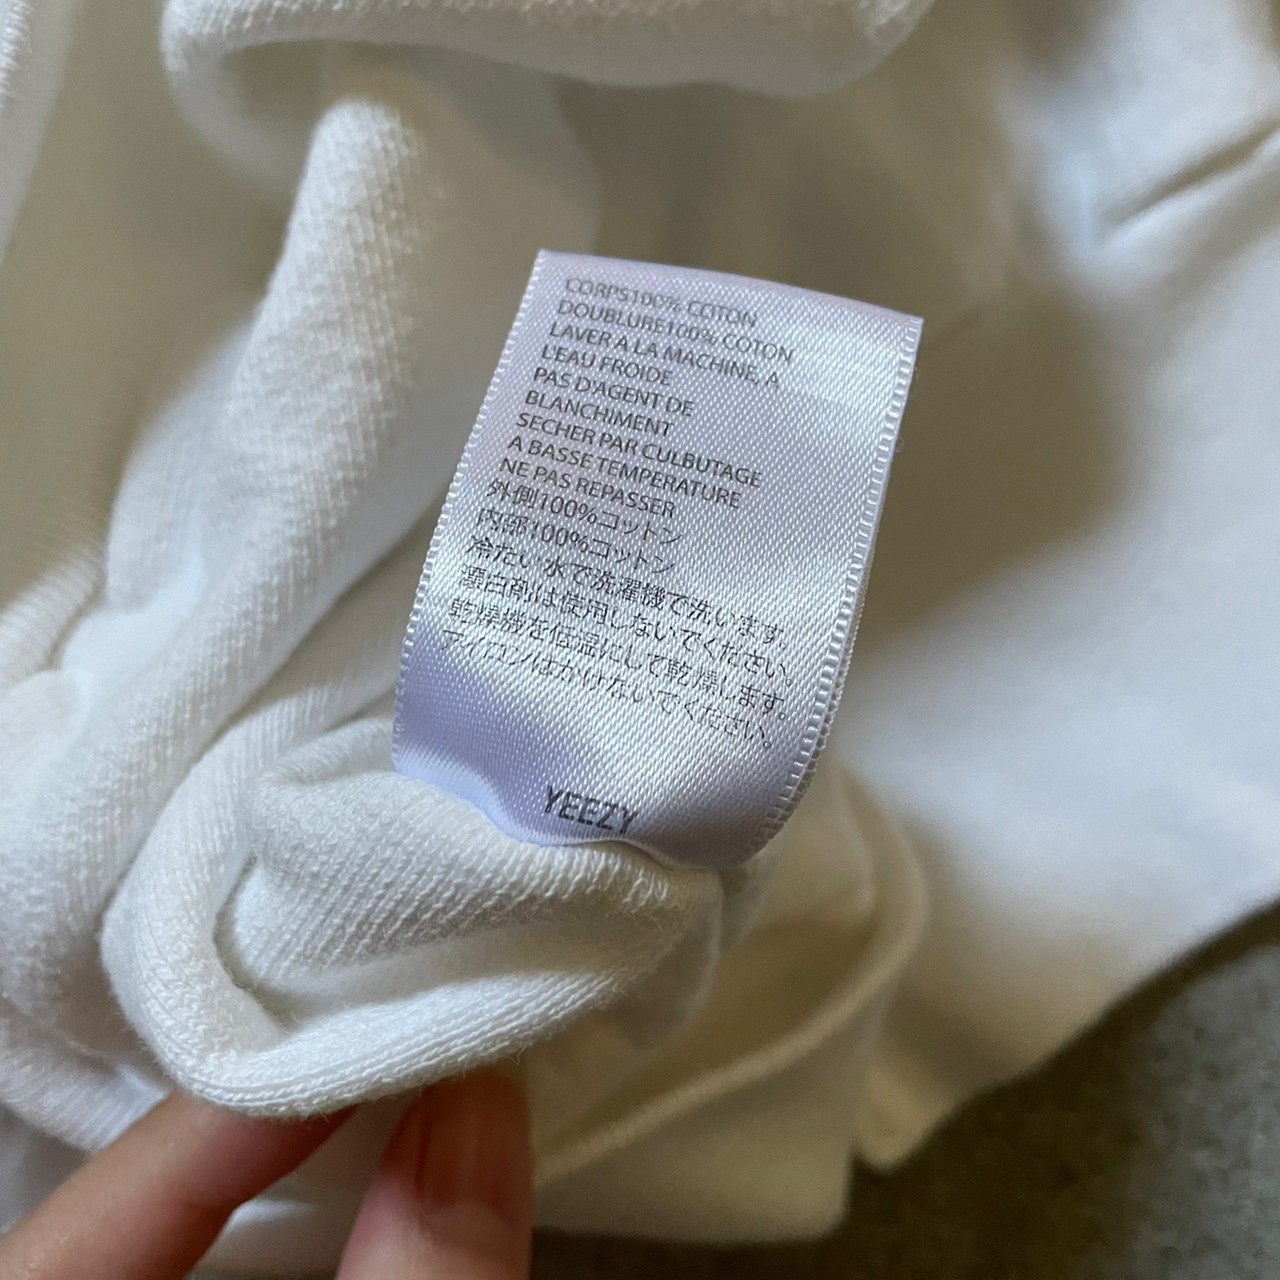 CORPS100% COTON
DOUBLURE100% COTON
LAVER A LA MACHINE, A
L'EAU FROIDE
PAS D'AGENT DE
BLANCHIMENT
SECHER PAR CULBUTAGE
A BASSE TEMPERATURE
NE PAS REPASSER
外側100%コットン
内部100%コットン
冷たい水で洗濯機で洗います。
漂白剤は使用しないでください。
乾燥機を低温にして乾燥します。
アイロンはかけないでください。
YEEZY